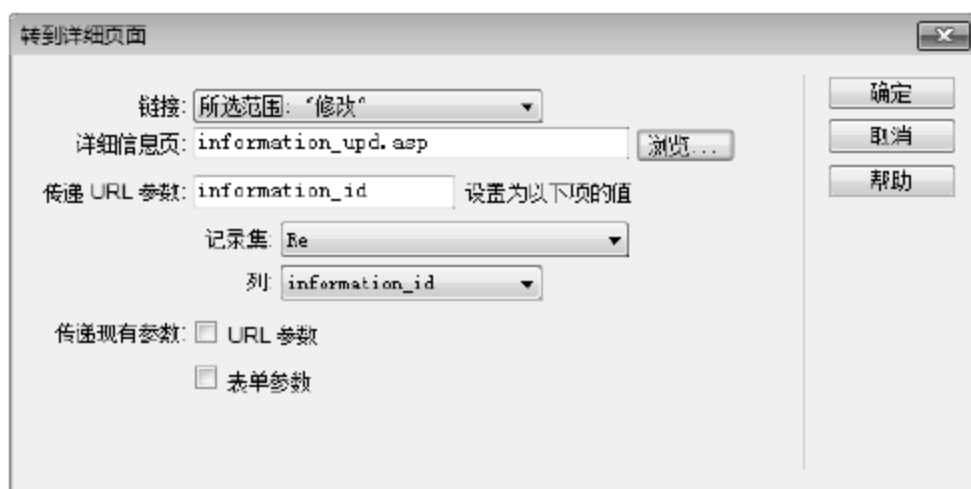 转到详细页面
链接: 所选范围: "修改"
确定
详细信息页: information_upd.asp 浏览...
取消
传递 URL 参数: information_id 设置为以下项的值
帮助
记录集: Re
列: information_id
传递现有参数: URL 参数
表单参数